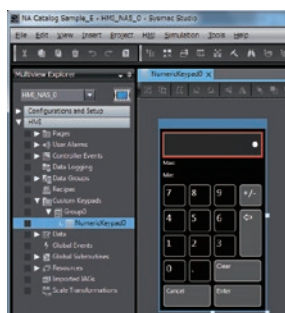 NA Catalog Sample_E - HMI_NA5_0 - Sysmac Studio
File Edit View Insert Project HMI Simulation Tools Help
Multiview Explorer
HMI_NA5_0
Configurations and Setup
HMI
Pages
User Alarms
Controller Events
Data Logging
Data Groups
Recipes
Custom Keypads
Group0
NumericKeypad0
Data
Global Events
Global Subroutines
Resources
Imported IAGs
Scale Transformations
NumericKeypad0 x
Max:
Min:
7 8 9 +/-
4 5 6
1 2 3
0 . Clear
Cancel Enter